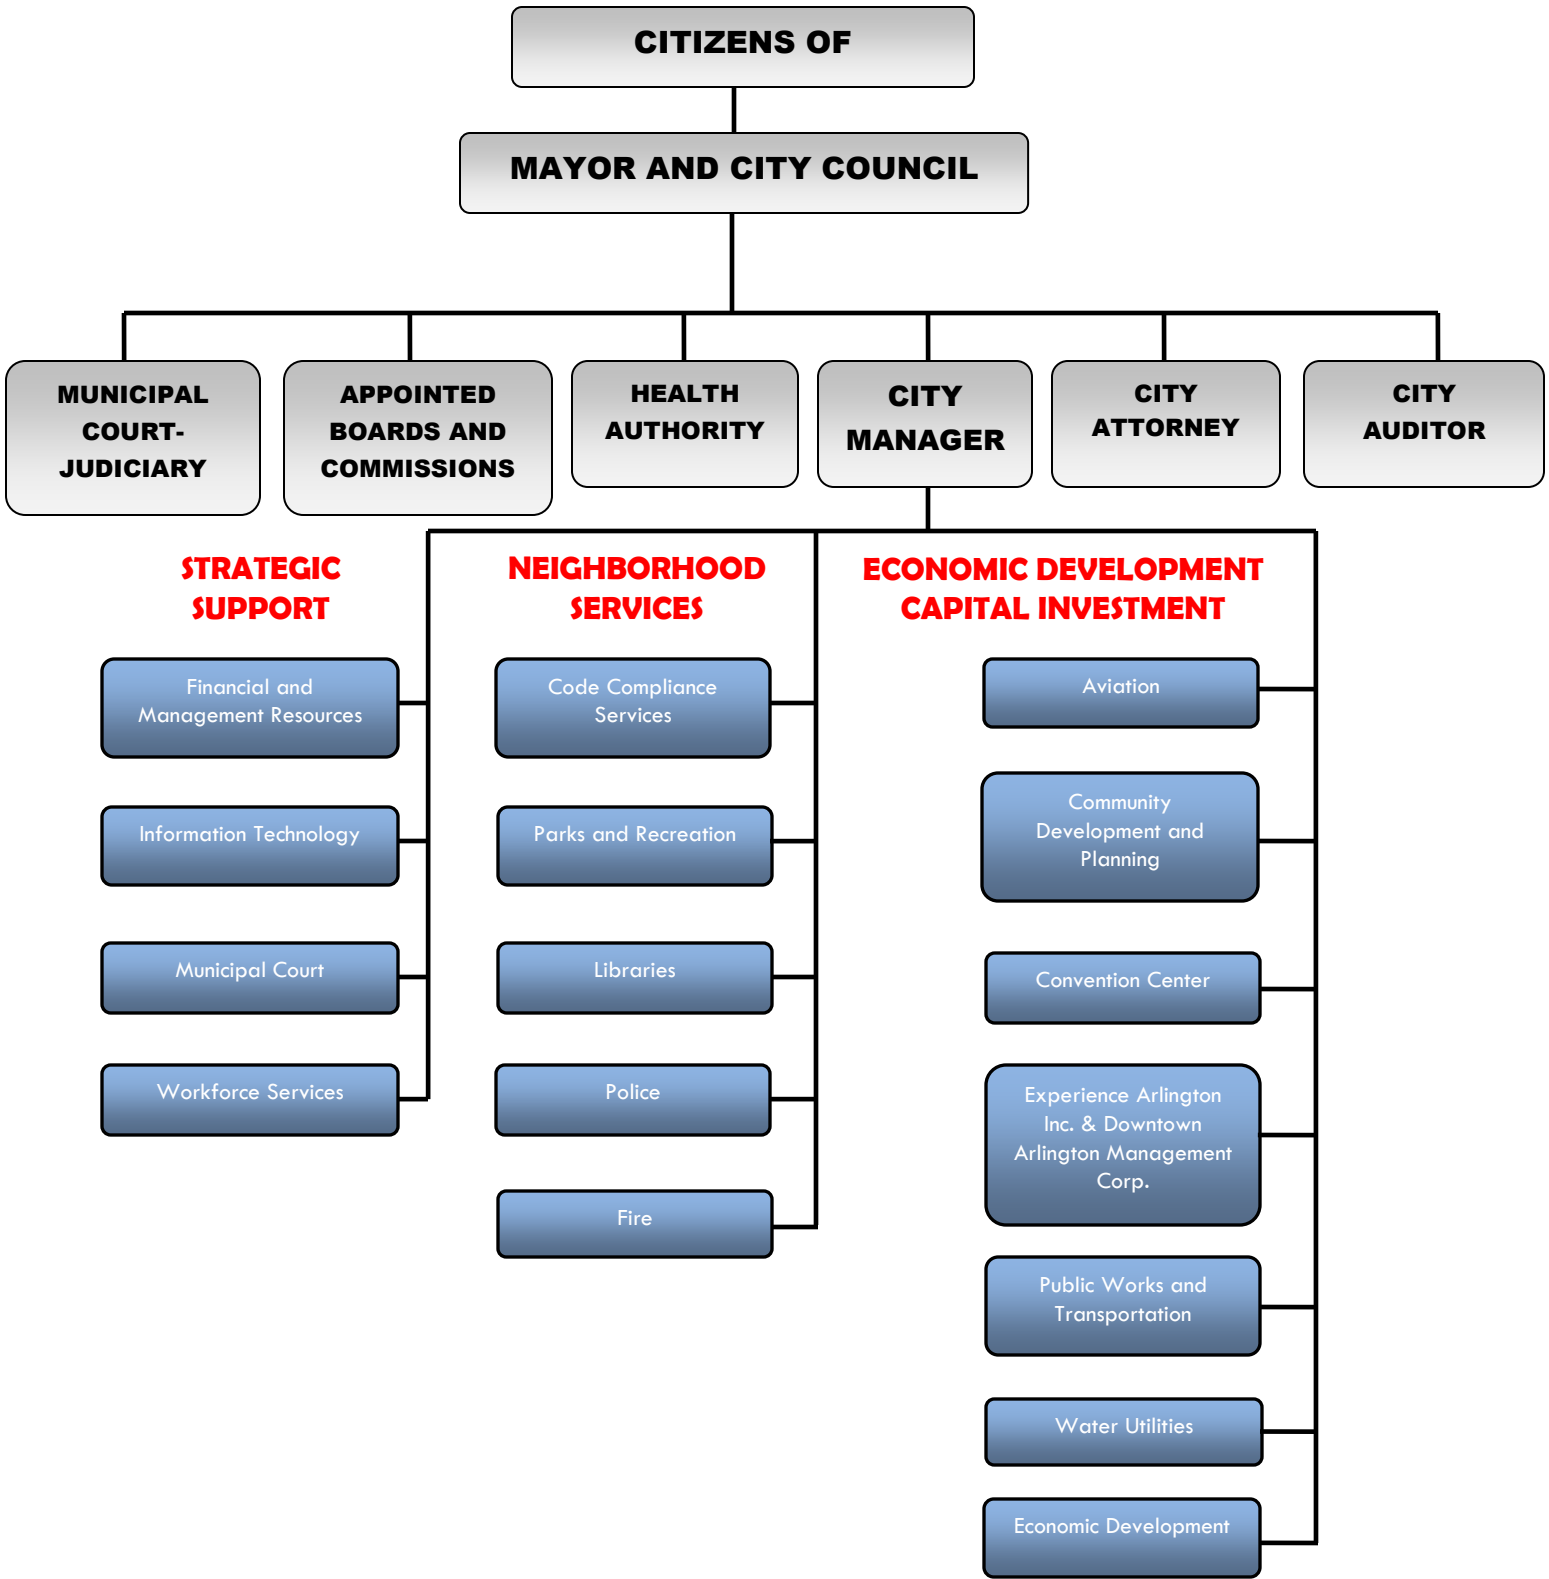 CITIZENS OF
MAYOR AND CITY COUNCIL
MUNICIPAL
COURT-
JUDICIARY
APPOINTED
BOARDS AND
COMMISSIONS
HEALTH
AUTHORITY
CITY
MANAGER
CITY
ATTORNEY
CITY
AUDITOR
STRATEGIC
SUPPORT
Financial and
Management Resources
Information Technology
Municipal Court
Workforce Services
NEIGHBORHOOD
SERVICES
Code Compliance
Services
Parks and Recreation
Libraries
Police
Fire
ECONOMIC DEVELOPMENT
CAPITAL INVESTMENT
Aviation
Community
Development and
Planning
Convention Center
Experience Arlington
Inc. & Downtown
Arlington Management
Corp.
Public Works and
Transportation
Water Utilities
Economic Development